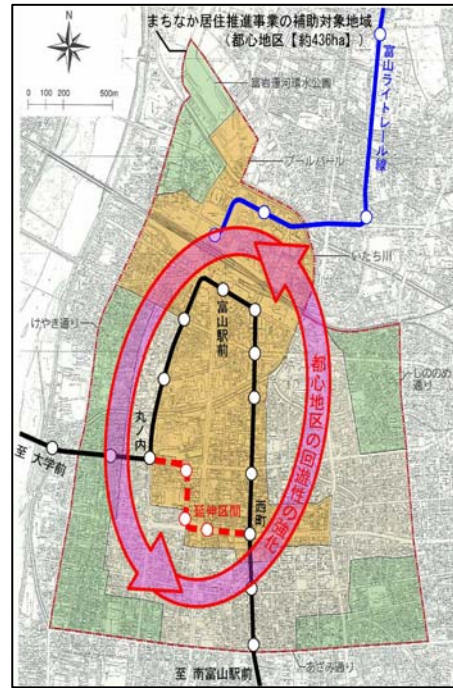 まちなか居住推進事業の補助対象地域
（都心地区【約436ha】）
N
0 100 200 500m
富岩運河環水公園
富山ライトレール線
ブールバール
いたち川
けやき通り
富山駅前
しののめ通り
丸ノ内
都心地区の回遊性の強化
至 大学前
延伸区間
西町
あざみ通り
至 南富山駅前